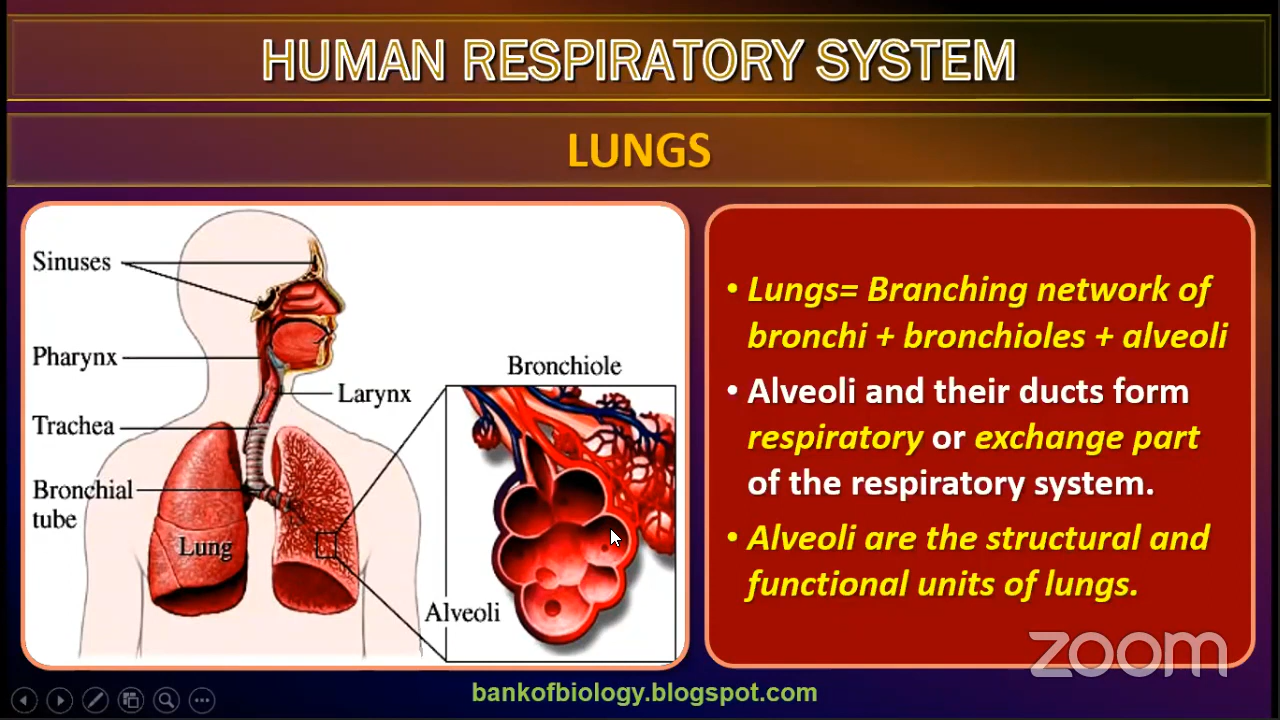 HUMAN RESPIRATORY SYSTEM
LUNGS
Sinuses
Pharynx
Larynx
Trachea
Bronchial
tube
Lung
Bronchiole
Alveoli
• Lungs= Branching network of
bronchi + bronchioles + alveoli
• Alveoli and their ducts form
respiratory or exchange part
of the respiratory system.
• Alveoli are the structural and
functional units of lungs.
zoom
bankofbiology.blogspot.com